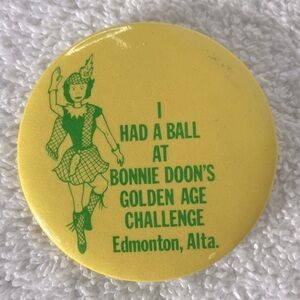 I
HAD A BALL
AT
BONNIE DOON'S
GOLDEN AGE
CHALLENGE
Edmonton, Alta.